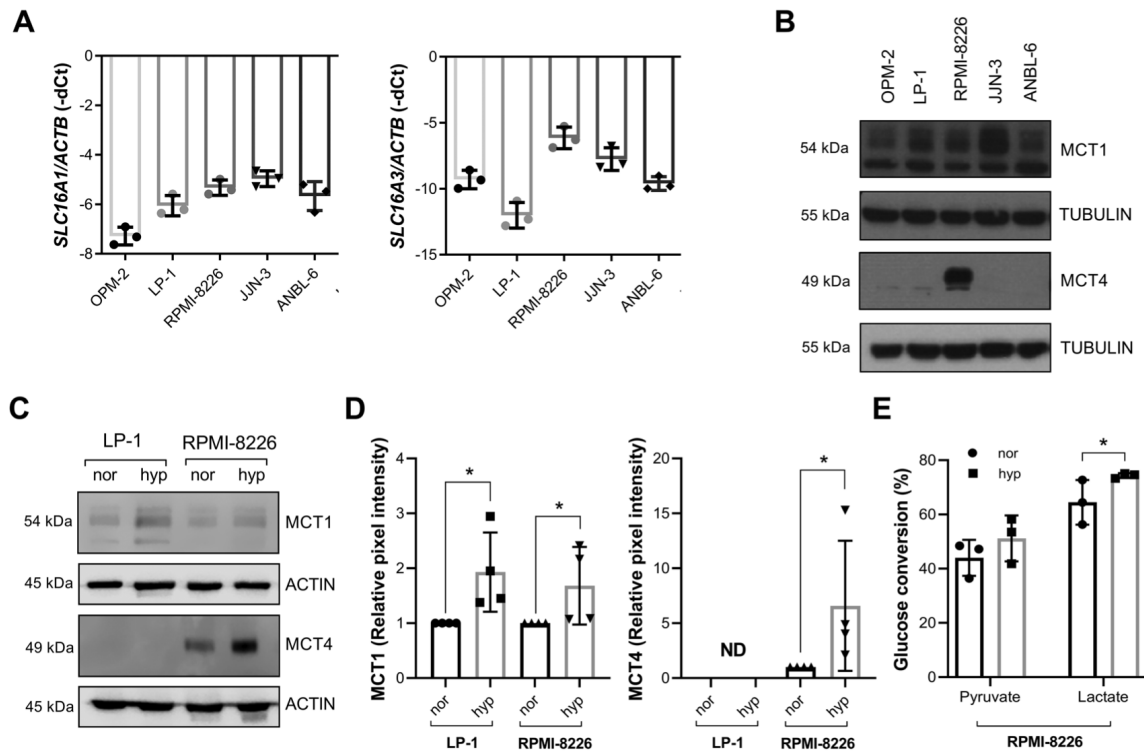 A
SLC16A1/ACTB (-dCt)
0
-2
-4
-6
-8
OPM-2
LP-1
RPMI-8226
JJN-3
ANBL-6
SLC16A3/ACTB (-dCt)
0
-5
-10
-15
OPM-2
LP-1
RPMI-8226
JJN-3
ANBL-6
B
OPM-2
LP-1
RPMI-8226
JJN-3
ANBL-6
54 kDa MCT1
55 kDa TUBULIN
49 kDa MCT4
55 kDa TUBULIN
C
LP-1 RPMI-8226
nor hyp nor hyp
54 kDa MCT1
45 kDa ACTIN
49 kDa MCT4
45 kDa ACTIN
D
MCT1 (Relative pixel intensity)
4
3
2
1
0
* *
nor hyp nor hyp
LP-1 RPMI-8226
MCT4 (Relative pixel intensity)
20
15
10
5
0
*
ND
nor hyp nor hyp
LP-1 RPMI-8226
E
Glucose conversion (%)
80
60
40
20
0
nor
hyp
*
Pyruvate Lactate
RPMI-8226